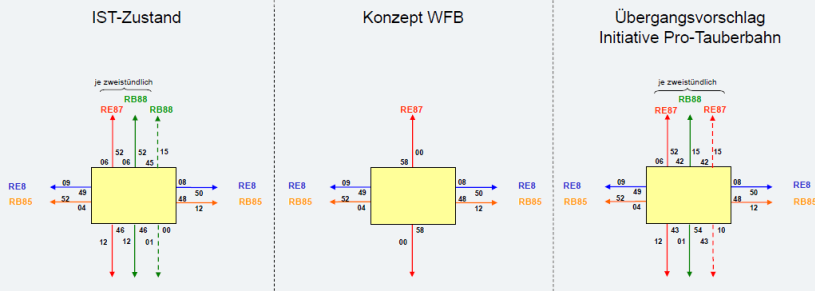 IST-Zustand
je zweistündlich
RB88
RE87 RB88
52 52 15
06 06 45
RE8 09 08 RE8
49 50
RB85 52 48 RB85
04 12
46 46 00
12 12 01
Konzept WFB
RE87
00
58
09 08
49 50
52 48
04 12
58
00
Übergangsvorschlag
Initiative Pro-Tauberbahn
je zweistündlich
RB88
RE87 RE87
52 15 15
06 42 42
RE8 09 08 RE8
49 50
RB85 52 48 RB85
04 12
43 54 10
12 01 43